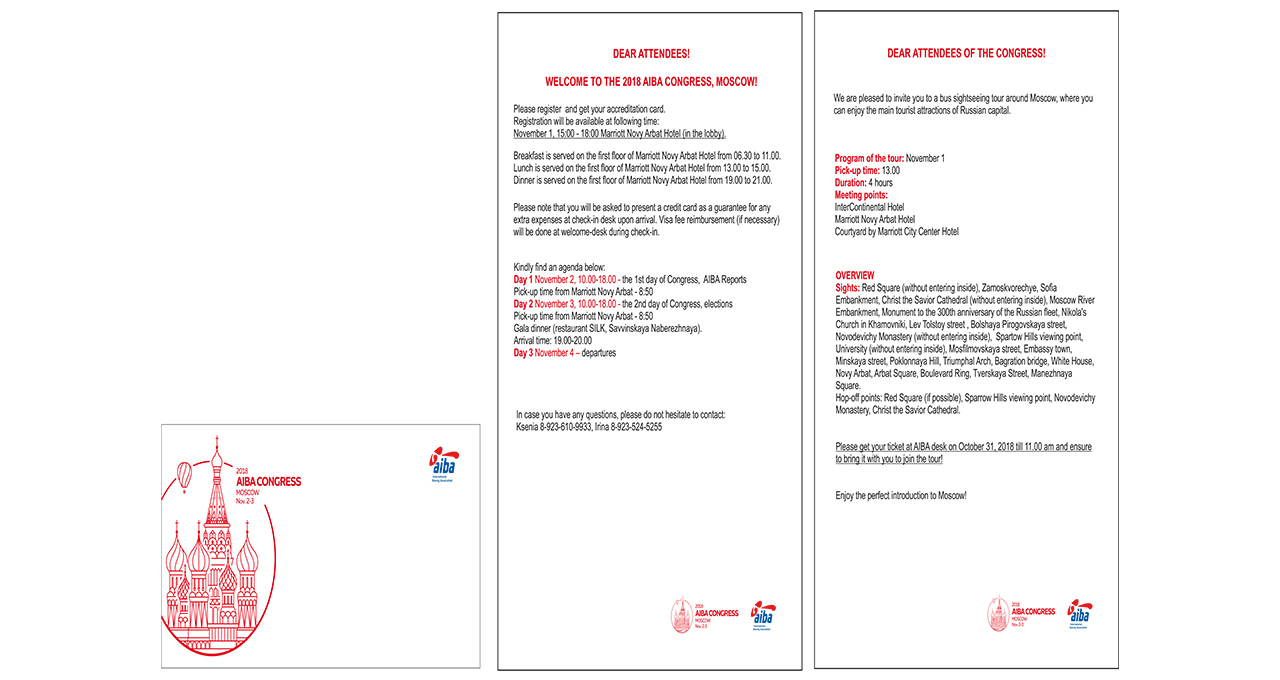 2018
AIBA CONGRESS
MOSCOW
Nov. 2-3
aiba
International
Boxing Association
DEAR ATTENDEES!
WELCOME TO THE 2018 AIBA CONGRESS, MOSCOW!
Please register and get your accreditation card.
Registration will be available at following time:
November 1, 15:00 - 18:00 Marriott Novy Arbat Hotel (in the lobby).
Breakfast is served on the first floor of Marriott Novy Arbat Hotel from 06.30 to 11.00.
Lunch is served on the first floor of Marriott Novy Arbat Hotel from 13.00 to 15.00.
Dinner is served on the first floor of Marriott Novy Arbat Hotel from 19.00 to 21.00.
Please note that you will be asked to present a credit card as a guarantee for any
extra expenses at check-in desk upon arrival. Visa fee reimbursement (if necessary)
will be done at welcome-desk during check-in.
Kindly find an agenda below:
Day 1 November 2, 10.00-18.00 - the 1st day of Congress, AIBA Reports
Pick-up time from Marriott Novy Arbat - 8:50
Day 2 November 3, 10.00-18.00 - the 2nd day of Congress, elections
Pick-up time from Marriott Novy Arbat - 8:50
Gala dinner (restaurant SILK, Savvinskaya Naberezhnaya).
Arrival time: 19.00-20.00
Day 3 November 4 – departures
In case you have any questions, please do not hesitate to contact:
Ksenia 8-923-610-9933, Irina 8-923-524-5255
2018
AIBA CONGRESS
MOSCOW
Nov. 2-3
aiba
International
Boxing Association
DEAR ATTENDEES OF THE CONGRESS!
We are pleased to invite you to a bus sightseeing tour around Moscow, where you
can enjoy the main tourist attractions of Russian capital.
Program of the tour: November 1
Pick-up time: 13.00
Duration: 4 hours
Meeting points:
InterContinental Hotel
Marriott Novy Arbat Hotel
Courtyard by Marriott City Center Hotel
OVERVIEW
Sights: Red Square (without entering inside), Zamoskvorechye, Sofia
Embankment, Christ the Savior Cathedral (without entering inside), Moscow River
Embankment, Monument to the 300th anniversary of the Russian fleet, Nikola's
Church in Khamovniki, Lev Tolstoy street , Bolshaya Pirogovskaya street,
Novodevichy Monastery (without entering inside), Spartow Hills viewing point,
University (without entering inside), Mosfilmovskaya street, Embassy town,
Minskaya street, Poklonnaya Hill, Triumphal Arch, Bagration bridge, White House,
Novy Arbat, Arbat Square, Boulevard Ring, Tverskaya Street, Manezhnaya
Square.
Hop-off points: Red Square (if possible), Sparrow Hills viewing point, Novodevichy
Monastery, Christ the Savior Cathedral.
Please get your ticket at AIBA desk on October 31, 2018 till 11.00 am and ensure
to bring it with you to join the tour!
Enjoy the perfect introduction to Moscow!
2018
AIBA CONGRESS
MOSCOW
Nov. 2-3
aiba
International
Boxing Association